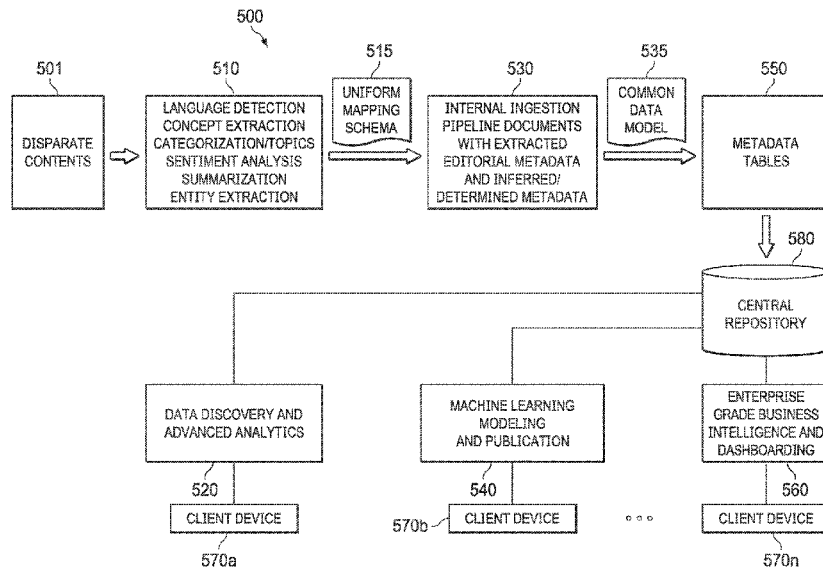 500
501
510
515
530
535
550
DISPARATE
CONTENTS
LANGUAGE DETECTION
CONCEPT EXTRACTION
CATEGORIZATION/TOPICS
SENTIMENT ANALYSIS
SUMMARIZATION
ENTITY EXTRACTION
UNIFORM
MAPPING
SCHEMA
INTERNAL INGESTION
PIPELINE DOCUMENTS
WITH EXTRACTED
EDITORIAL METADATA
AND INFERRED/
DETERMINED METADATA
COMMON
DATA
MODEL
METADATA
TABLES
580
CENTRAL
REPOSITORY
DATA DISCOVERY AND
ADVANCED ANALYTICS
MACHINE LEARNING
MODELING
AND PUBLICATION
ENTERPRISE
GRADE BUSINESS
INTELLIGENCE AND
DASHBOARDING
520
540
560
CLIENT DEVICE
570a
570b
CLIENT DEVICE
CLIENT DEVICE
570n